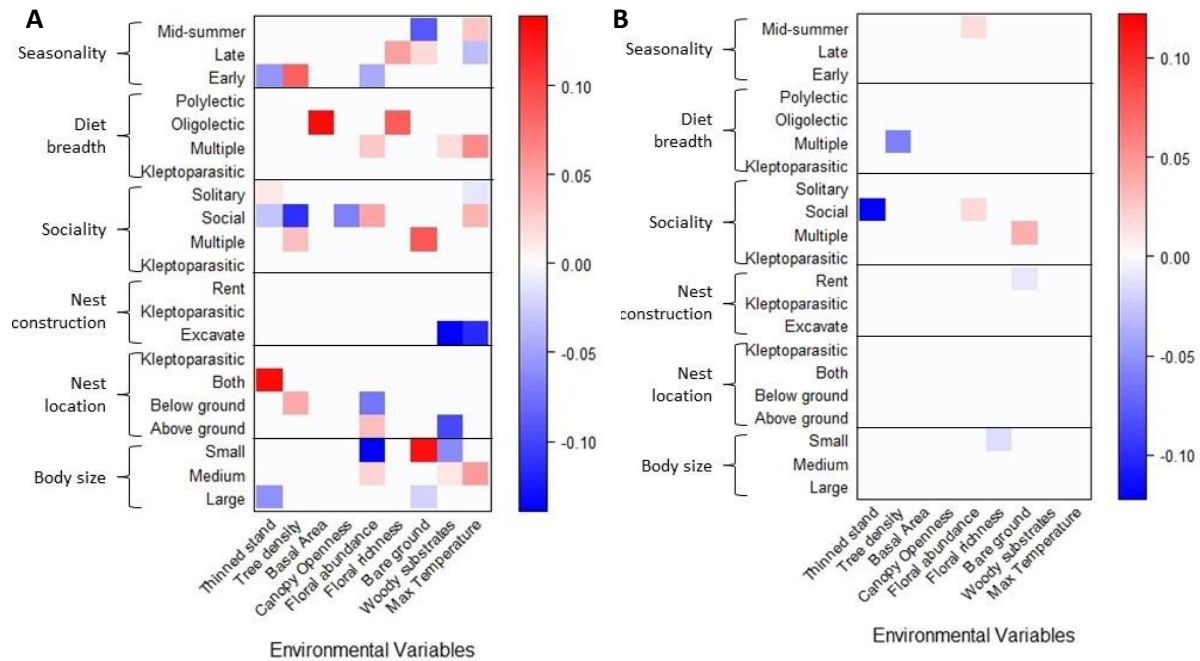 A
Seasonality
Mid-summer
Late
Early
Diet
breadth
Polylectic
Oligolectic
Multiple
Kleptoparasitic
Sociality
Solitary
Social
Multiple
Kleptoparasitic
Nest
construction
Rent
Kleptoparasitic
Excavate
Nest
location
Kleptoparasitic
Both
Below ground
Above ground
Body size
Small
Medium
Large
Thinned stand
Tree density
Basal Area
Canopy Openness
Floral abundance
Floral richness
Bare ground
Woody substrates
Max Temperature
Environmental Variables
0.10
0.05
0.00
-0.05
-0.10
B
Seasonality
Mid-summer
Late
Early
Diet
breadth
Polylectic
Oligolectic
Multiple
Kleptoparasitic
Sociality
Solitary
Social
Multiple
Kleptoparasitic
Nest
construction
Rent
Kleptoparasitic
Excavate
Nest
location
Kleptoparasitic
Both
Below ground
Above ground
Body size
Small
Medium
Large
Thinned stand
Tree density
Basal Area
Canopy Openness
Floral abundance
Floral richness
Bare ground
Woody substrates
Max Temperature
Environmental Variables
0.10
0.05
0.00
-0.05
-0.10